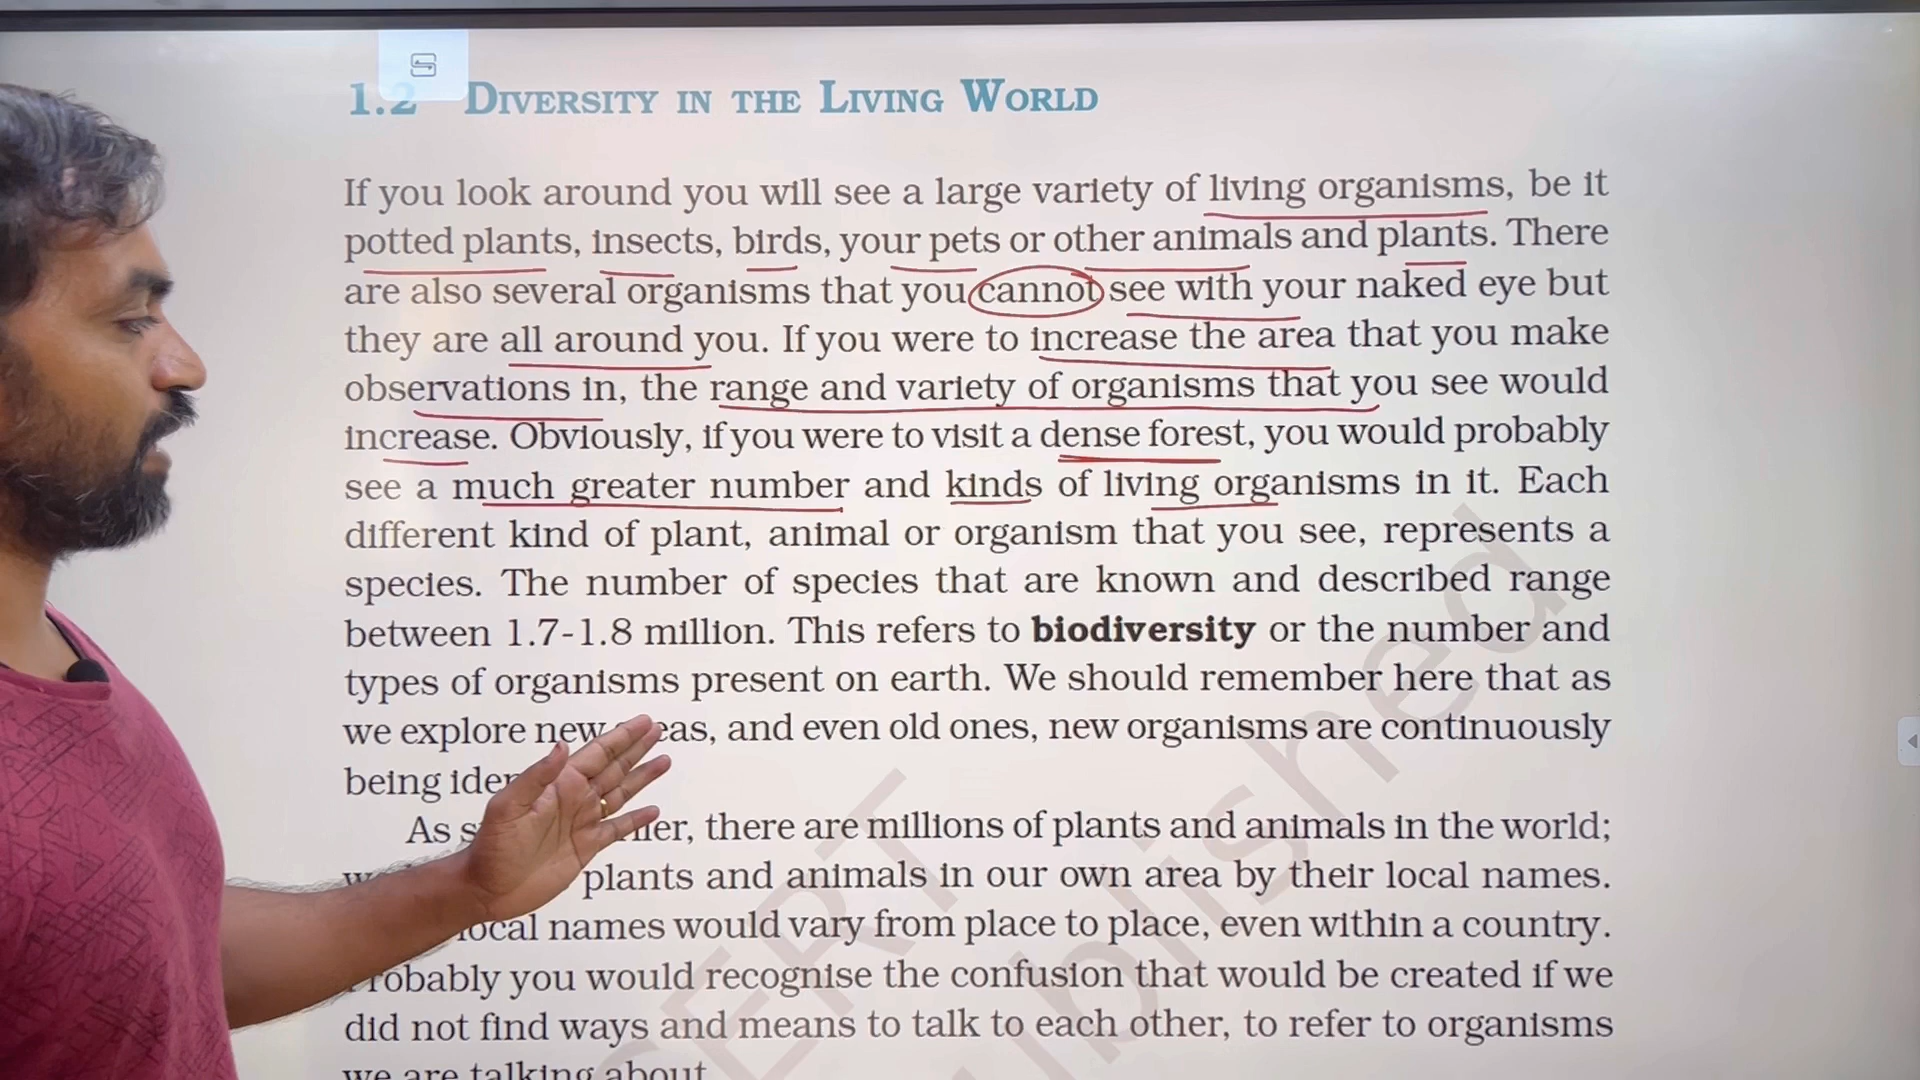 1.2 DIVERSITY IN THE LIVING WORLD
If you look around you will see a large variety of living organisms, be it
potted plants, insects, birds, your pets or other animals and plants. There
are also several organisms that you cannot see with your naked eye but
they are all around you. If you were to increase the area that you make
observations in, the range and variety of organisms that you see would
increase. Obviously, if you were to visit a dense forest, you would probably
see a much greater number and kinds of living organisms in it. Each
different kind of plant, animal or organism that you see, represents a
species. The number of species that are known and described range
between 1.7-1.8 million. This refers to biodiversity or the number and
types of organisms present on earth. We should remember here that as
we explore new and even old ones, new organisms are continuously
being
As there are millions of plants and animals in the world;
plants and animals in our own area by their local names.
local names would vary from place to place, even within a country.
Probably you would recognise the confusion that would be created if we
did not find ways and means to talk to each other, to refer to organisms
we are talking about.